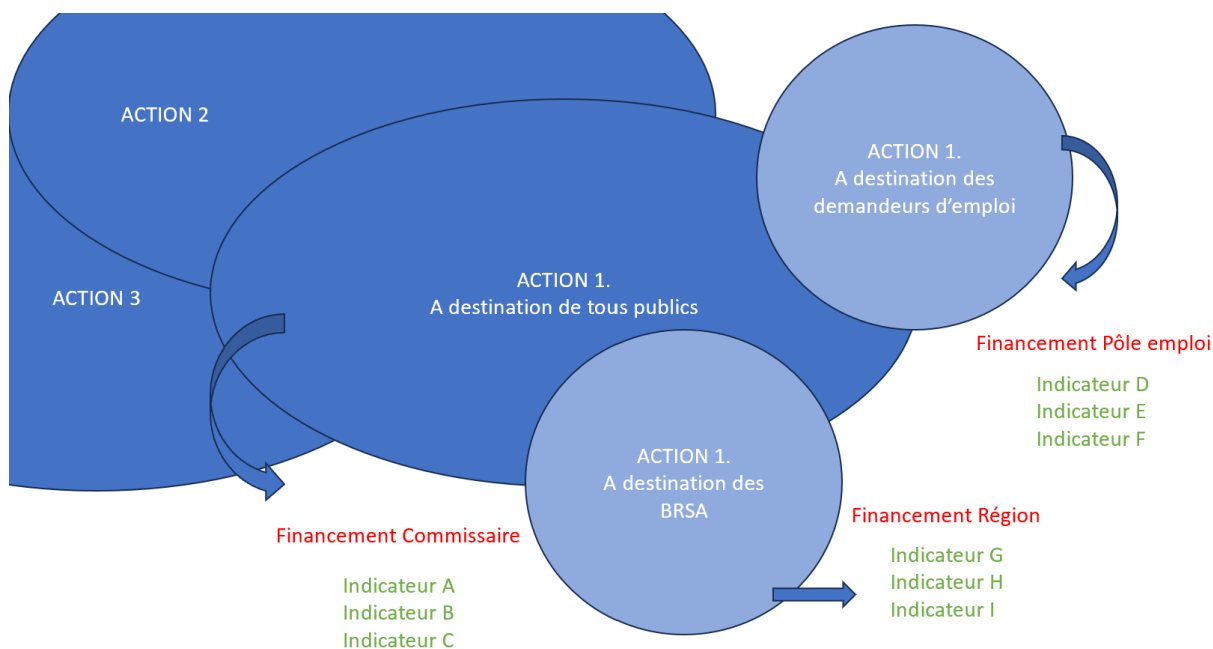 ACTION 2
ACTION 1.
A destination des
demandeurs d’emploi
ACTION 3
ACTION 1.
A destination de tous publics
Financement Pôle emploi
Indicateur D
Indicateur E
Indicateur F
ACTION 1.
A destination des
BRSA
Financement Commissaire
Indicateur A
Indicateur B
Indicateur C
Financement Région
Indicateur G
Indicateur H
Indicateur I